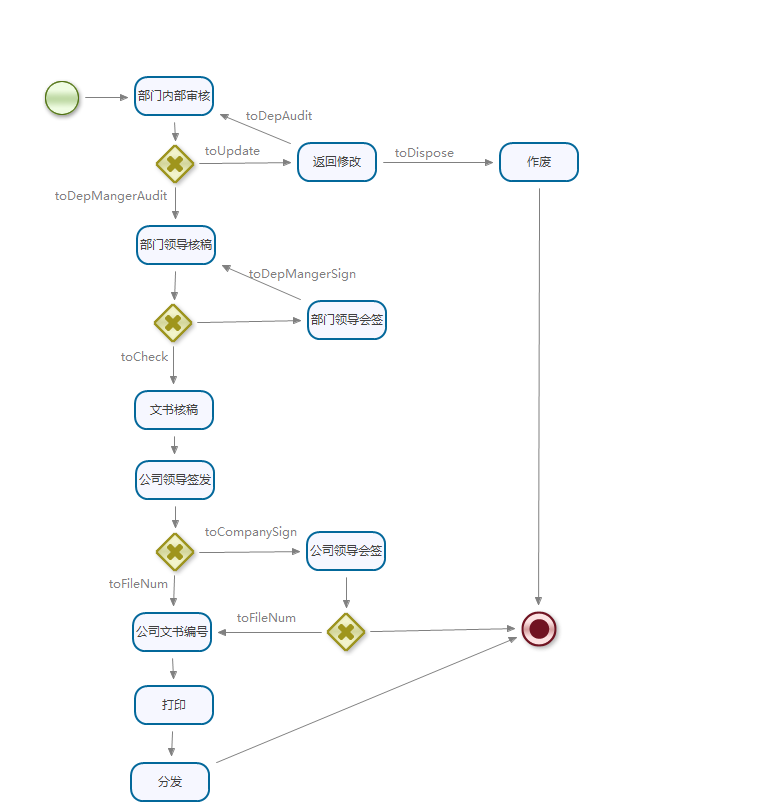 部门内部审核
toDepAudit
toUpdate
返回修改
toDispose
作废
toDepMangerAudit
部门领导核稿
toDepMangerSign
部门领导会签
toCheck
文书核稿
公司领导签发
toCompanySign
公司领导会签
toFileNum
toFileNum
公司文书编号
打印
分发